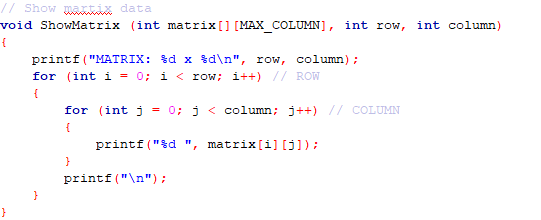 // Show martix data
void ShowMatrix (int matrix[][MAX_COLUMN], int row, int column)
{
    printf("MATRIX: %d x %d\n", row, column);
    for (int i = 0; i < row; i++) // ROW
    {
        for (int j = 0; j < column; j++) // COLUMN
        {
            printf("%d ", matrix[i][j]);
        }
        printf("\n");
    }
}